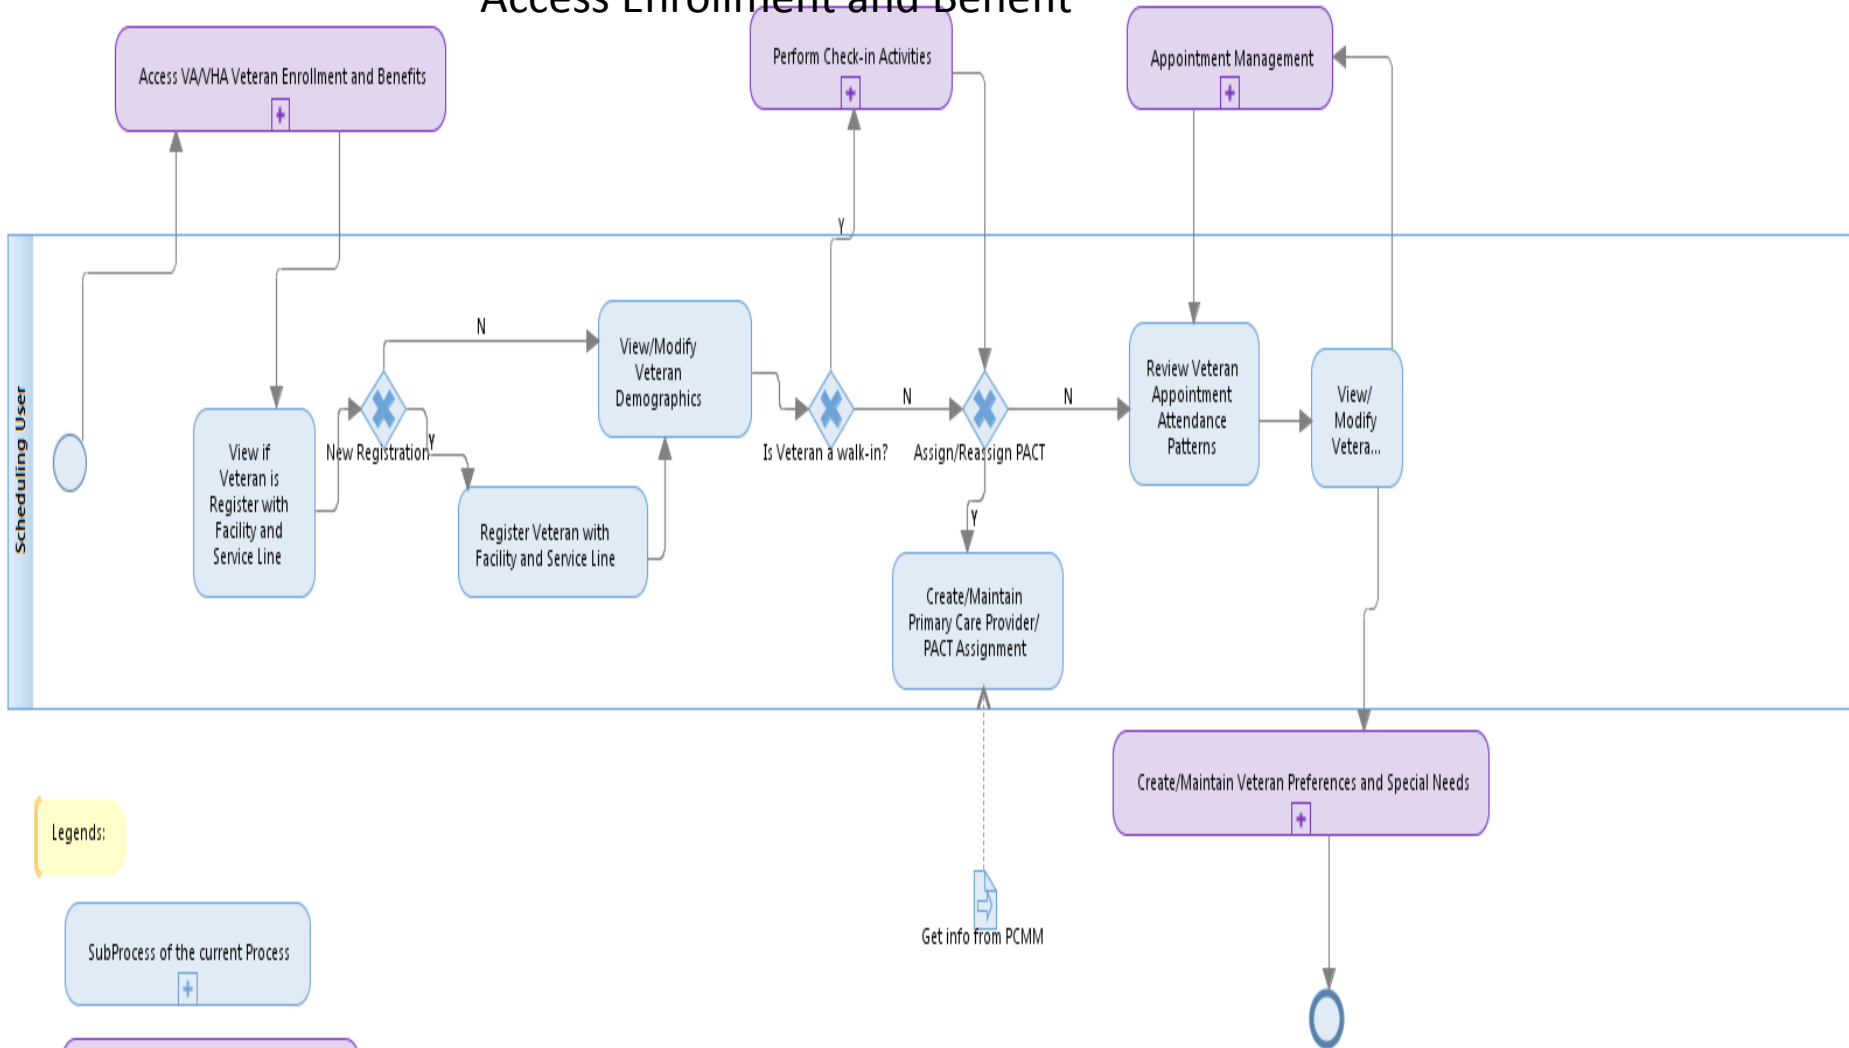 Access Enrollment and Benefit
Access VA/VHA Veteran Enrollment and Benefits
Perform Check-in Activities
Appointment Management
Scheduling User
Y
N
View/Modify
Veteran
Demographics
View if
Veteran is
Register with
Facility and
Service Line
New Registration
Y
Register Veteran with
Facility and Service Line
Is Veteran a walk-in?
N
Assign/Reassign PACT
N
Y
Create/Maintain
Primary Care Provider/
PACT Assignment
Review Veteran
Appointment
Attendance
Patterns
View/
Modify
Vetera...
Create/Maintain Veteran Preferences and Special Needs
Get info from PCMM
Legends:
SubProcess of the current Process